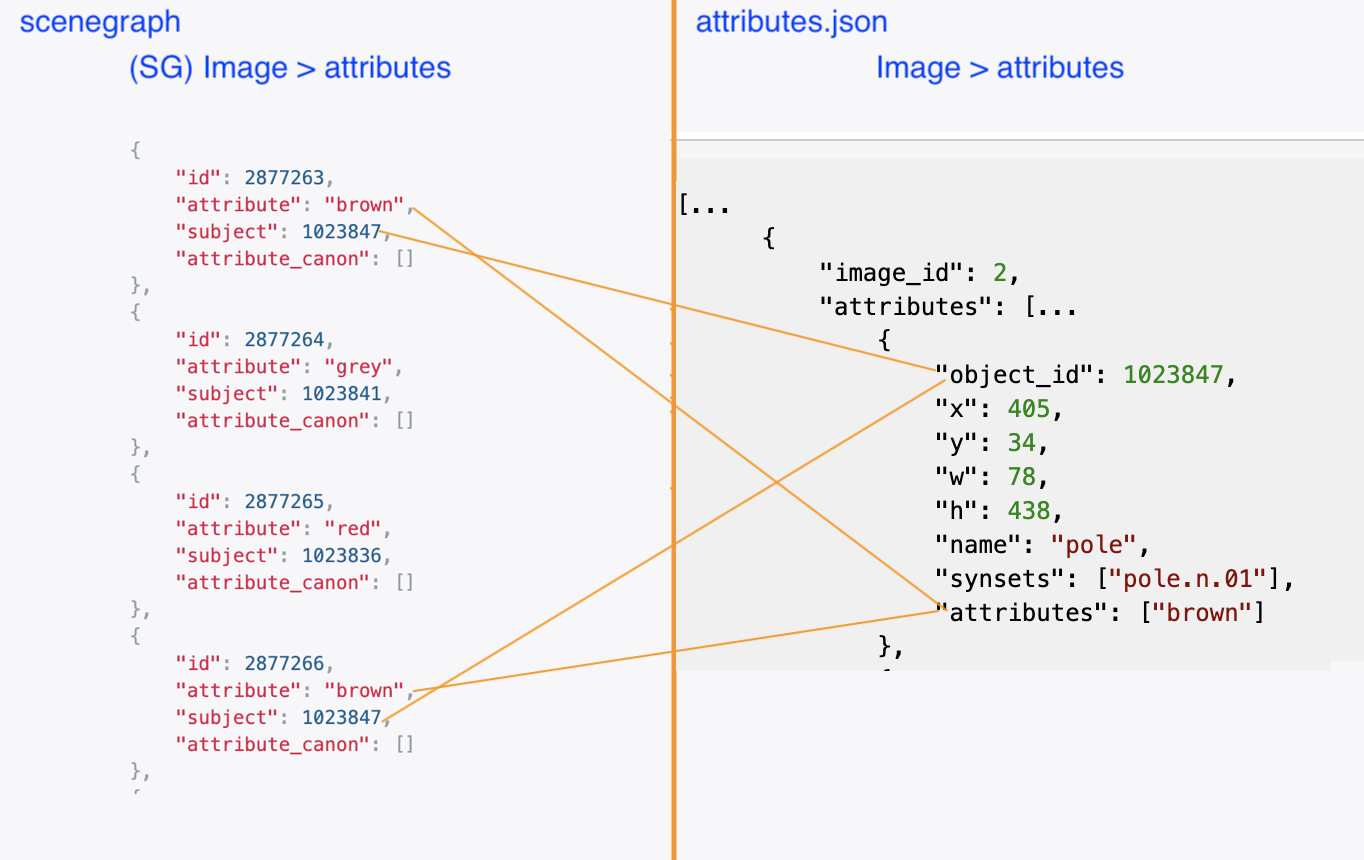 scenegraph
(SG) Image > attributes
{
"id": 2877263,
"attribute": "brown",
"subject": 1023847,
"attribute_canon": []
},
{
"id": 2877264,
"attribute": "grey",
"subject": 1023841,
"attribute_canon": []
},
{
"id": 2877265,
"attribute": "red",
"subject": 1023836,
"attribute_canon": []
},
{
"id": 2877266,
"attribute": "brown",
"subject": 1023847,
"attribute_canon": []
},
attributes.json
Image > attributes
[...
{
"image_id": 2,
"attributes": [...
{
"object_id": 1023847,
"x": 405,
"y": 34,
"w": 78,
"h": 438,
"name": "pole",
"synsets": ["pole.n.01"],
"attributes": ["brown"]
},